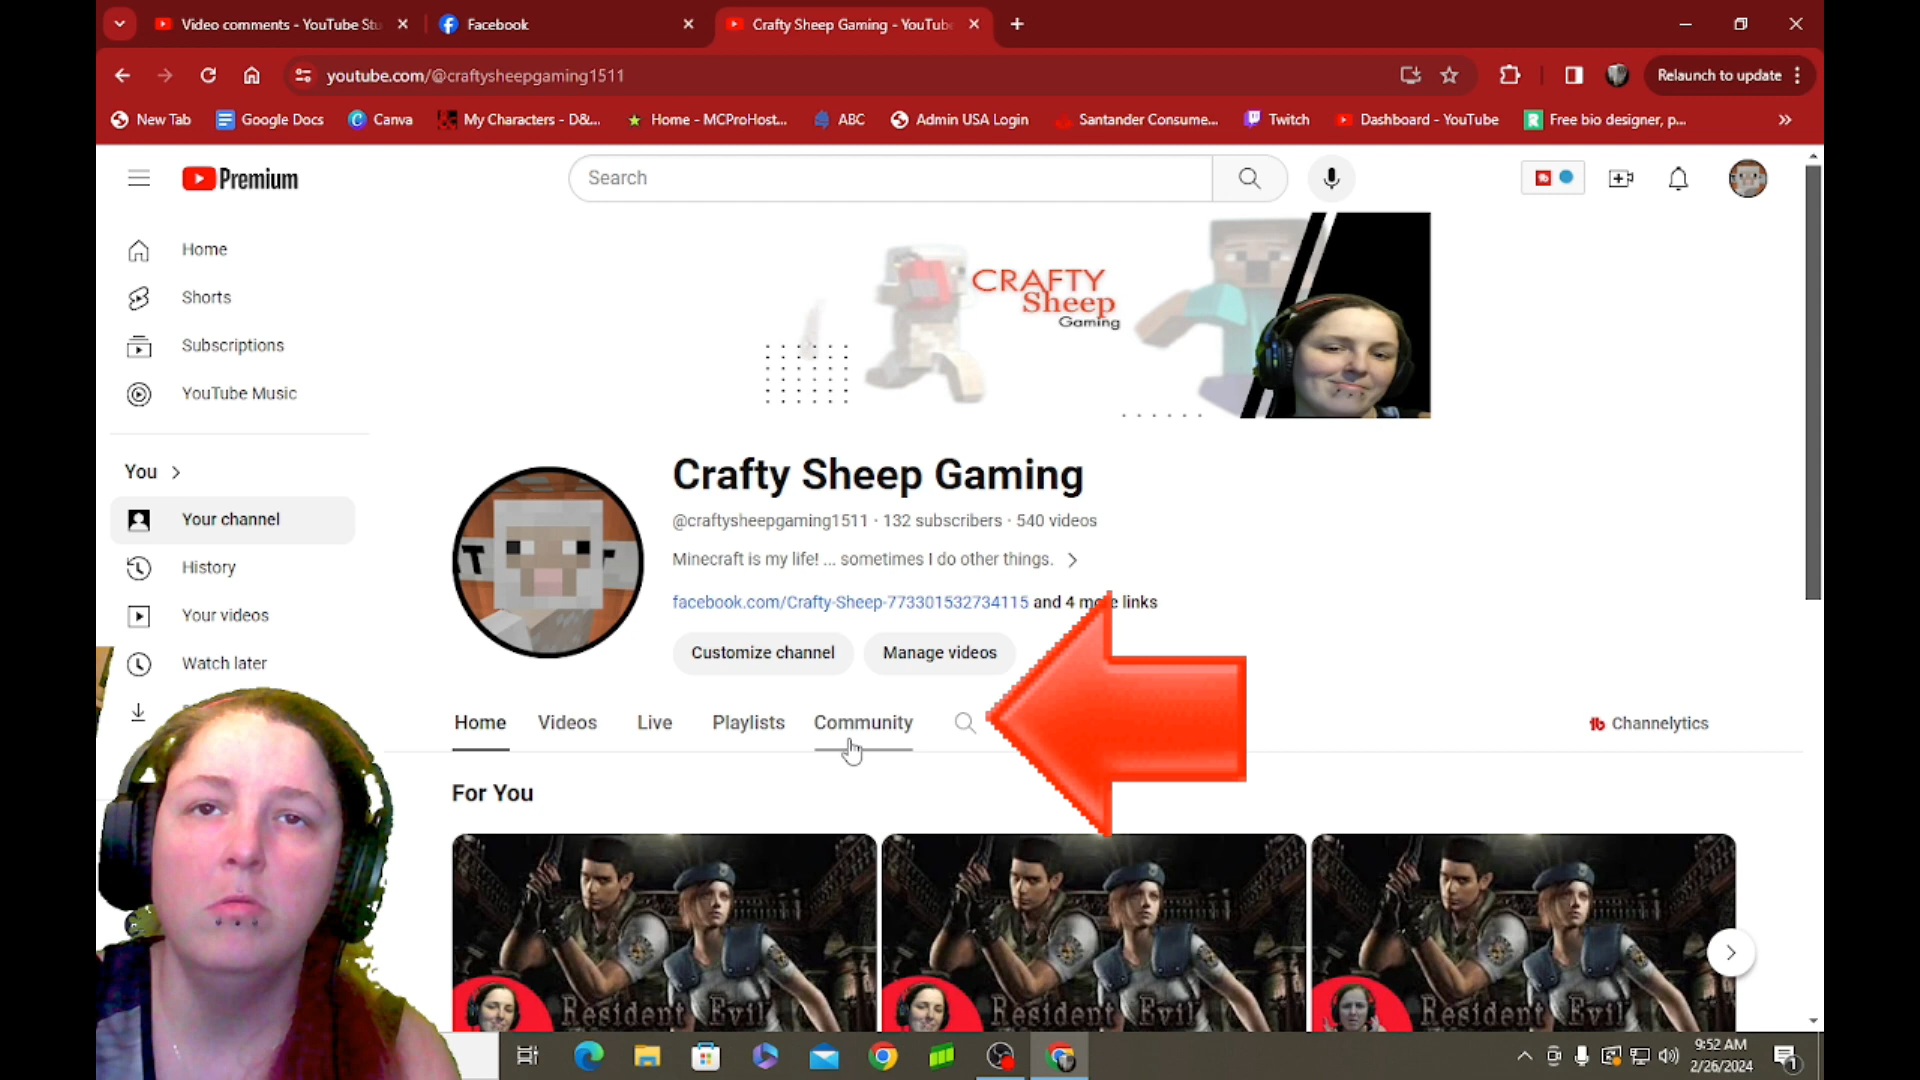 Video comments - YouTube Stu
Facebook
Crafty Sheep Gaming - YouTube
youtube.com/@craftysheepgaming1511
Relaunch to update
New Tab
Google Docs
Canva
My Characters - D&...
Home - MCProHost...
ABC
Admin USA Login
Santander Consume...
Twitch
Dashboard - YouTube
Free bio designer, p...
Premium
Search
Home
Shorts
Subscriptions
YouTube Music
You
Your channel
History
Your videos
Watch later
CRAFTY
Sheep
Gaming
Crafty Sheep Gaming
@craftysheepgaming1511 · 132 subscribers · 540 videos
Minecraft is my life! ... sometimes I do other things.
facebook.com/Crafty-Sheep-773301532734115 and 4 more links
Customize channel
Manage videos
Home
Videos
Live
Playlists
Community
Channelytics
For You
Resident Evil
Resident Evil
Resident Evil
9:52 AM
2/26/2024
1